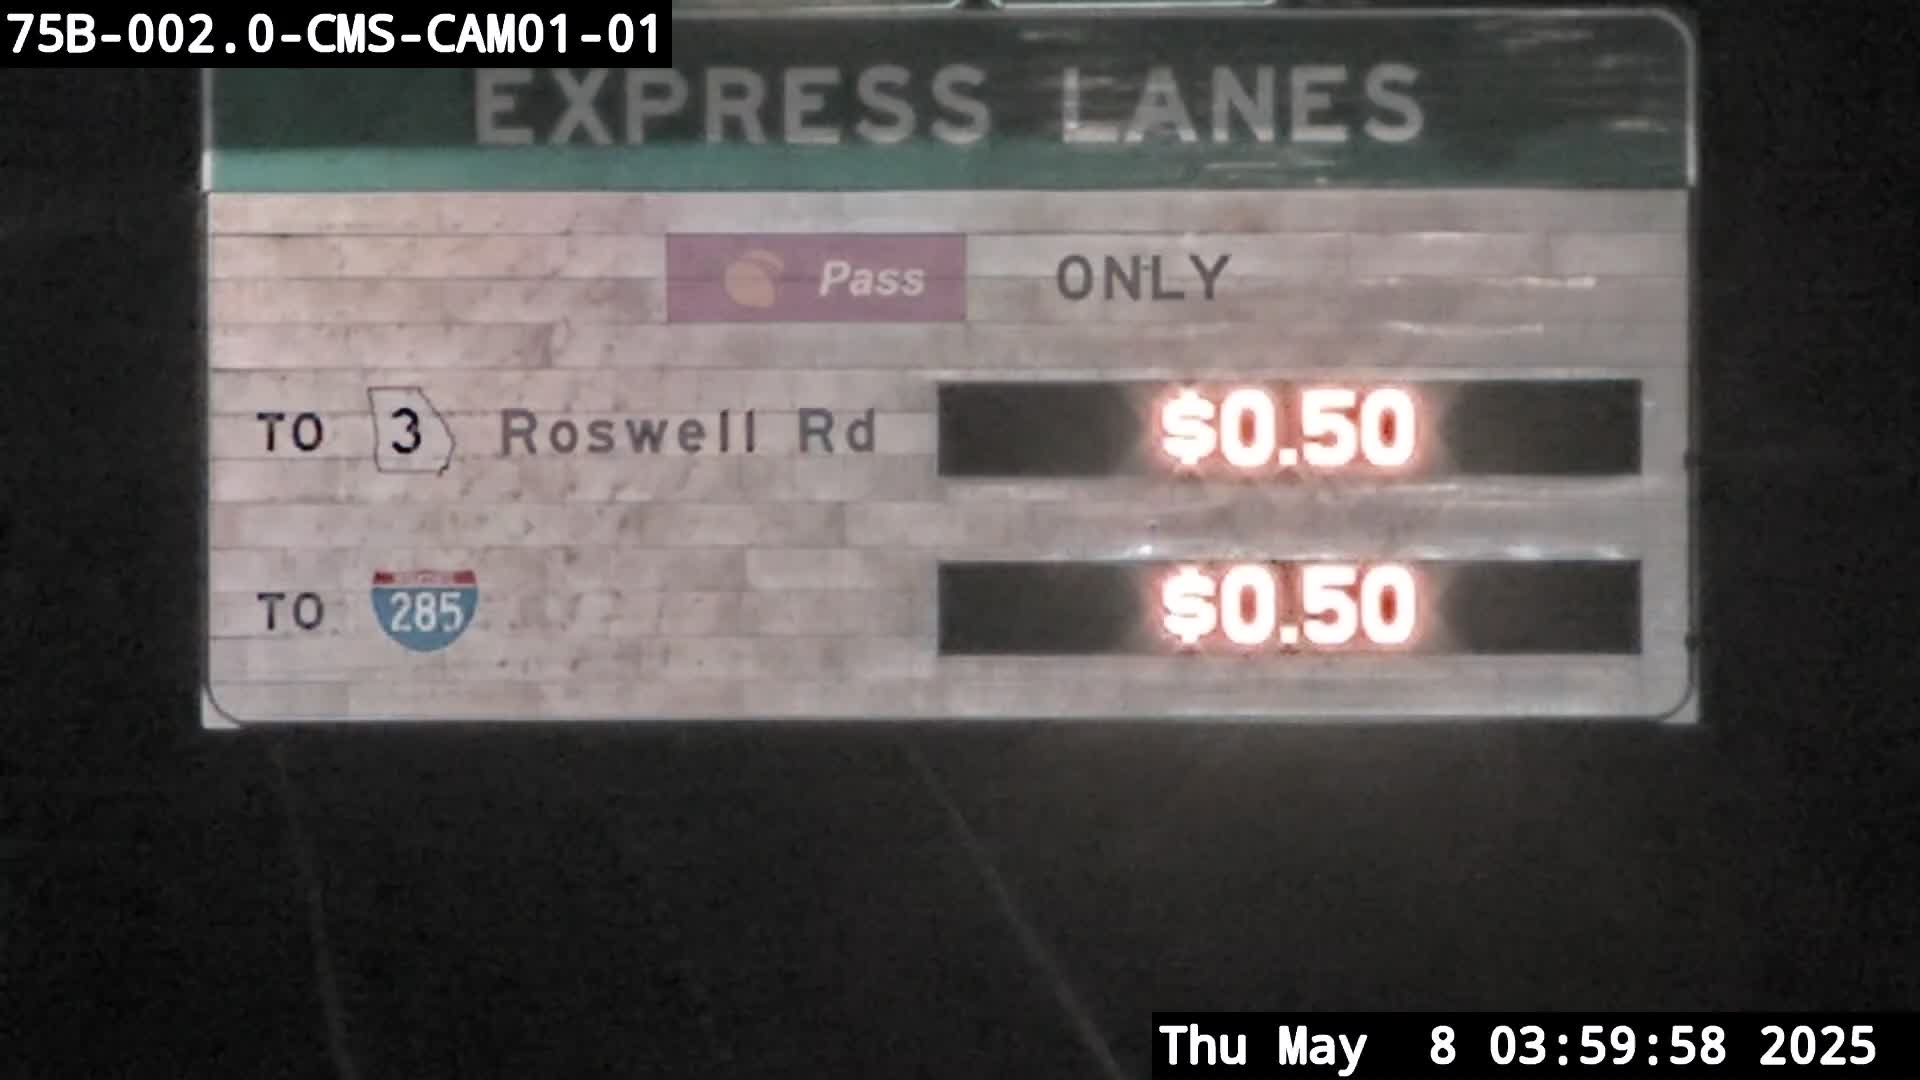 75B-002.0-CMS-CAM01-01
EXPRESS LANES
Pass ONLY
TO 3 Roswell Rd $0.50
TO 285 $0.50
Thu May 8 03:59:58 2025